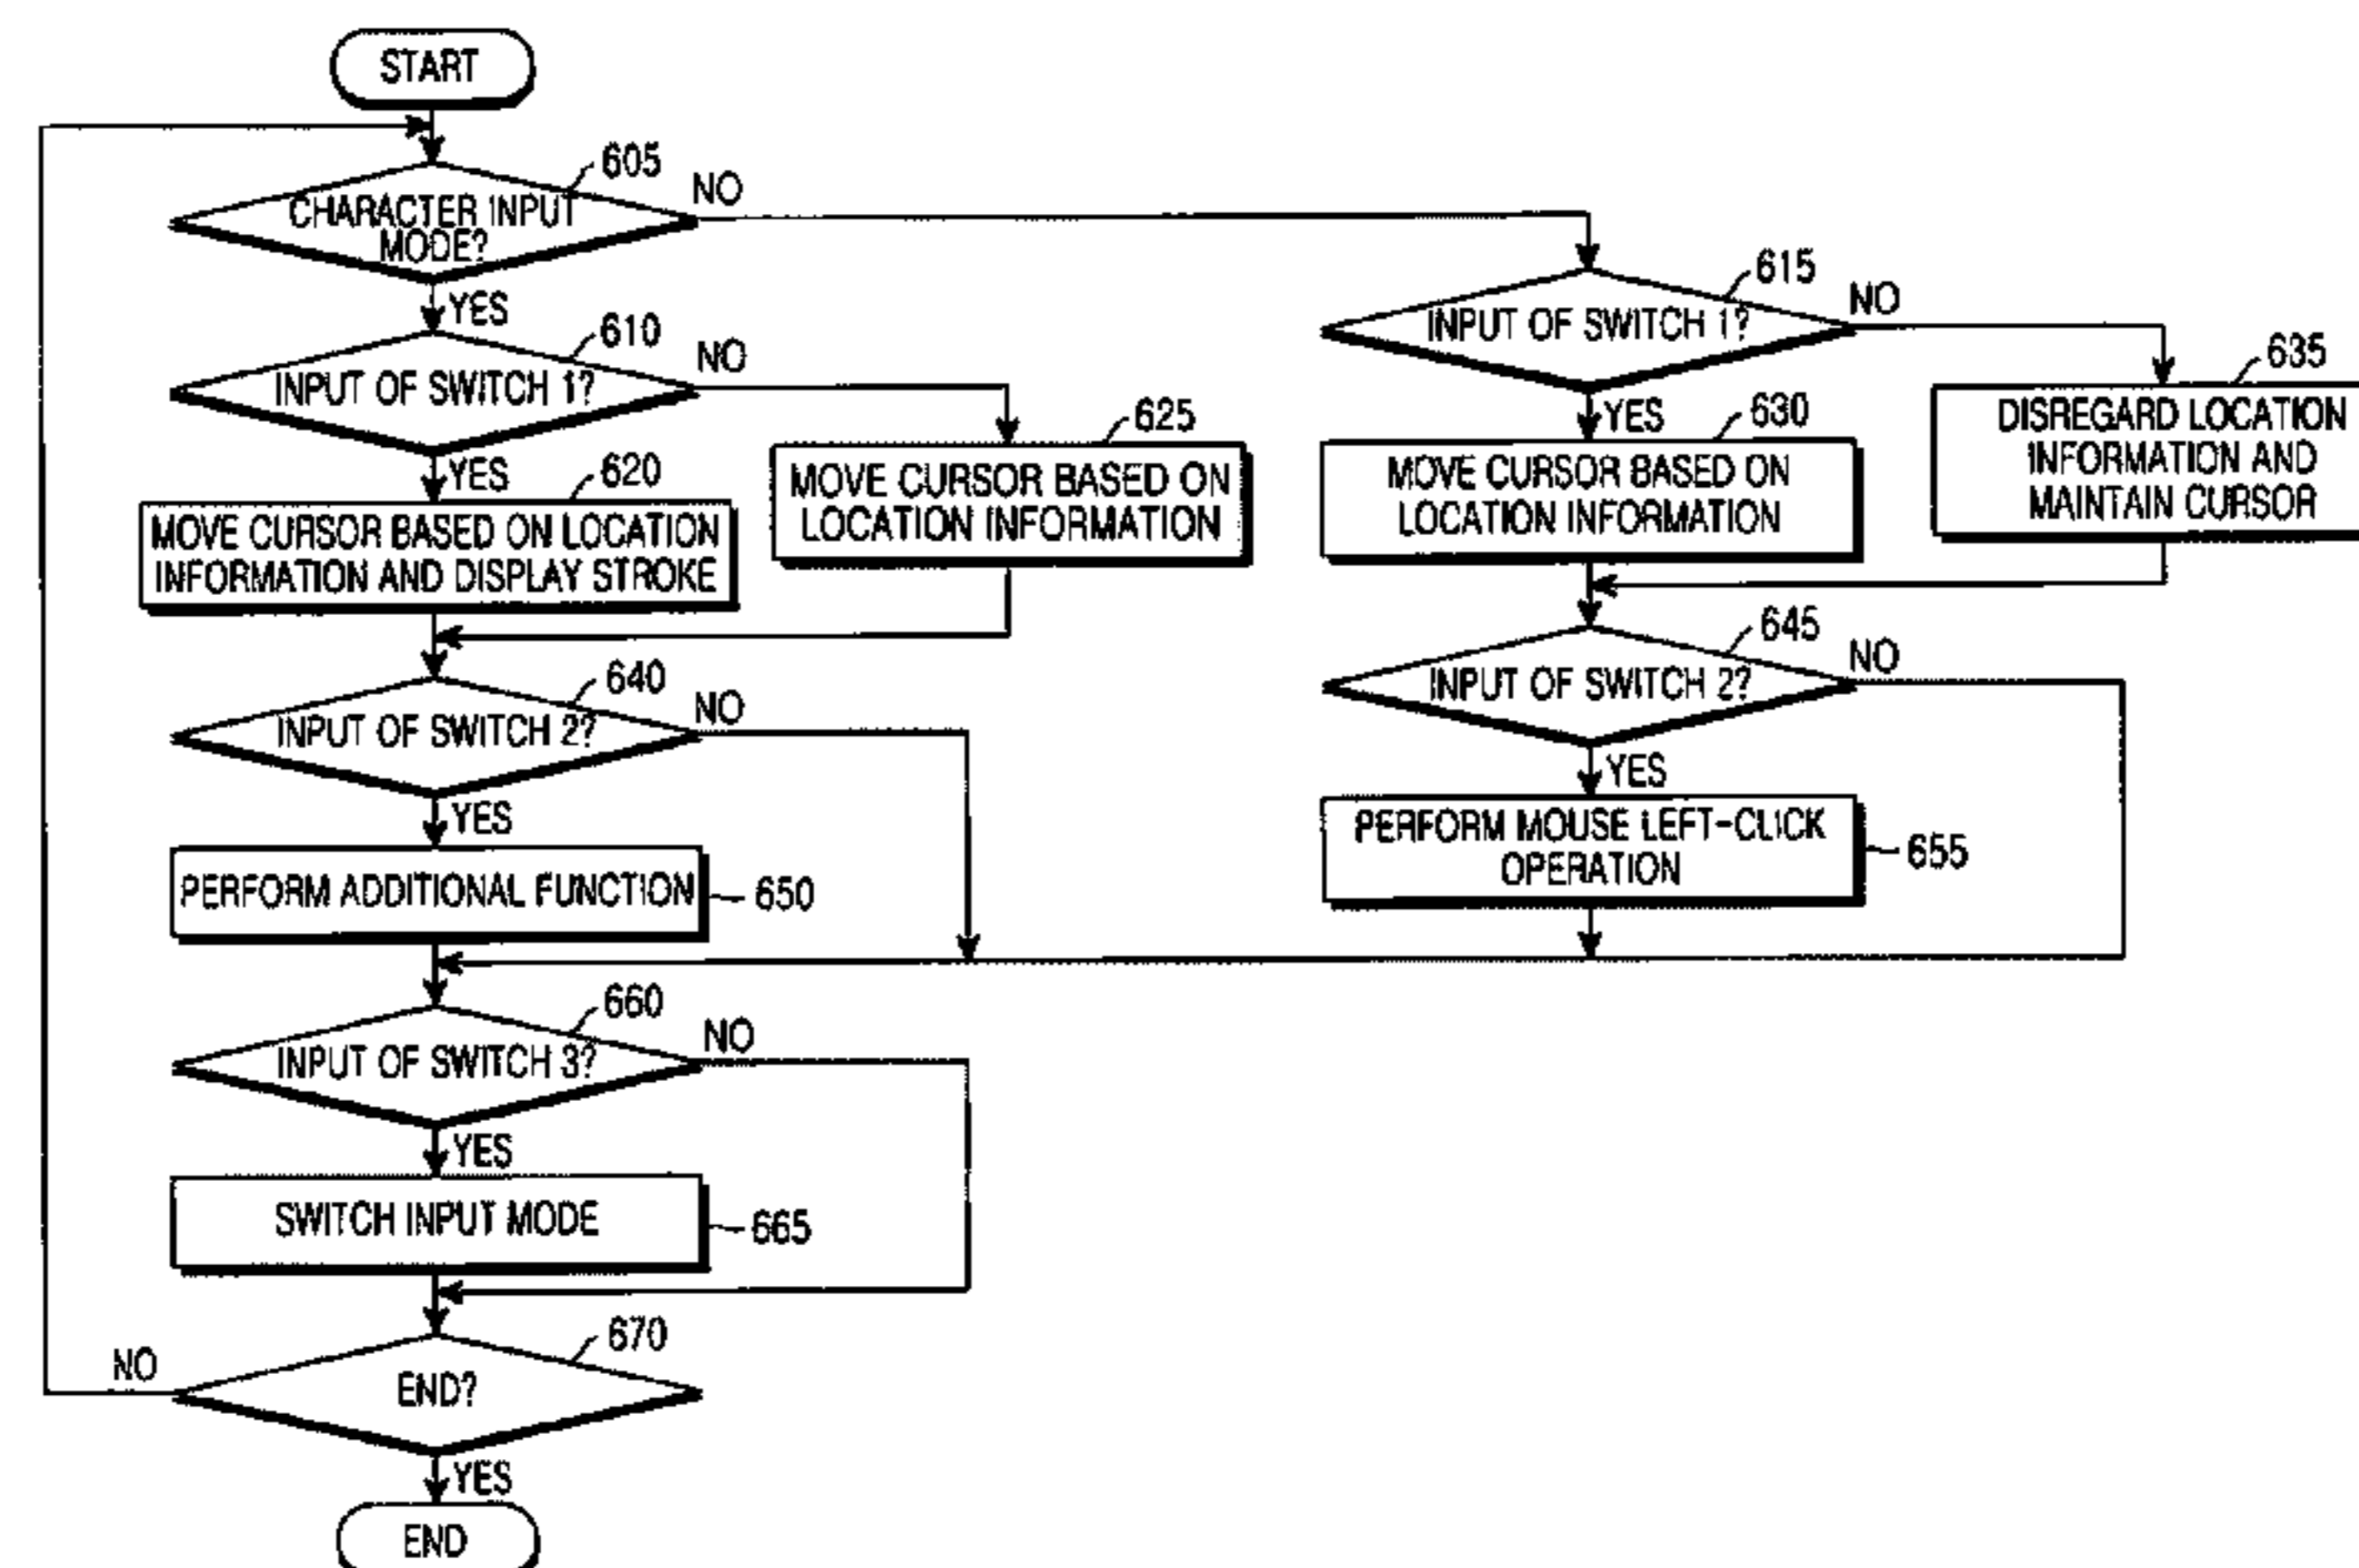 START
605
CHARACTER INPUT
MODE?
NO
YES
610
INPUT OF SWITCH 1?
NO
YES
620
MOVE CURSOR BASED ON LOCATION
INFORMATION AND DISPLAY STROKE
625
MOVE CURSOR BASED ON
LOCATION INFORMATION
615
INPUT OF SWITCH 1?
NO
YES
630
MOVE CURSOR BASED ON
LOCATION INFORMATION
635
DISREGARD LOCATION
INFORMATION AND
MAINTAIN CURSOR
640
INPUT OF SWITCH 2?
NO
YES
PERFORM ADDITIONAL FUNCTION
650
645
INPUT OF SWITCH 2?
NO
YES
PERFORM MOUSE LEFT-CLICK
OPERATION
655
660
INPUT OF SWITCH 3?
NO
YES
SWITCH INPUT MODE
665
670
END?
NO
YES
END